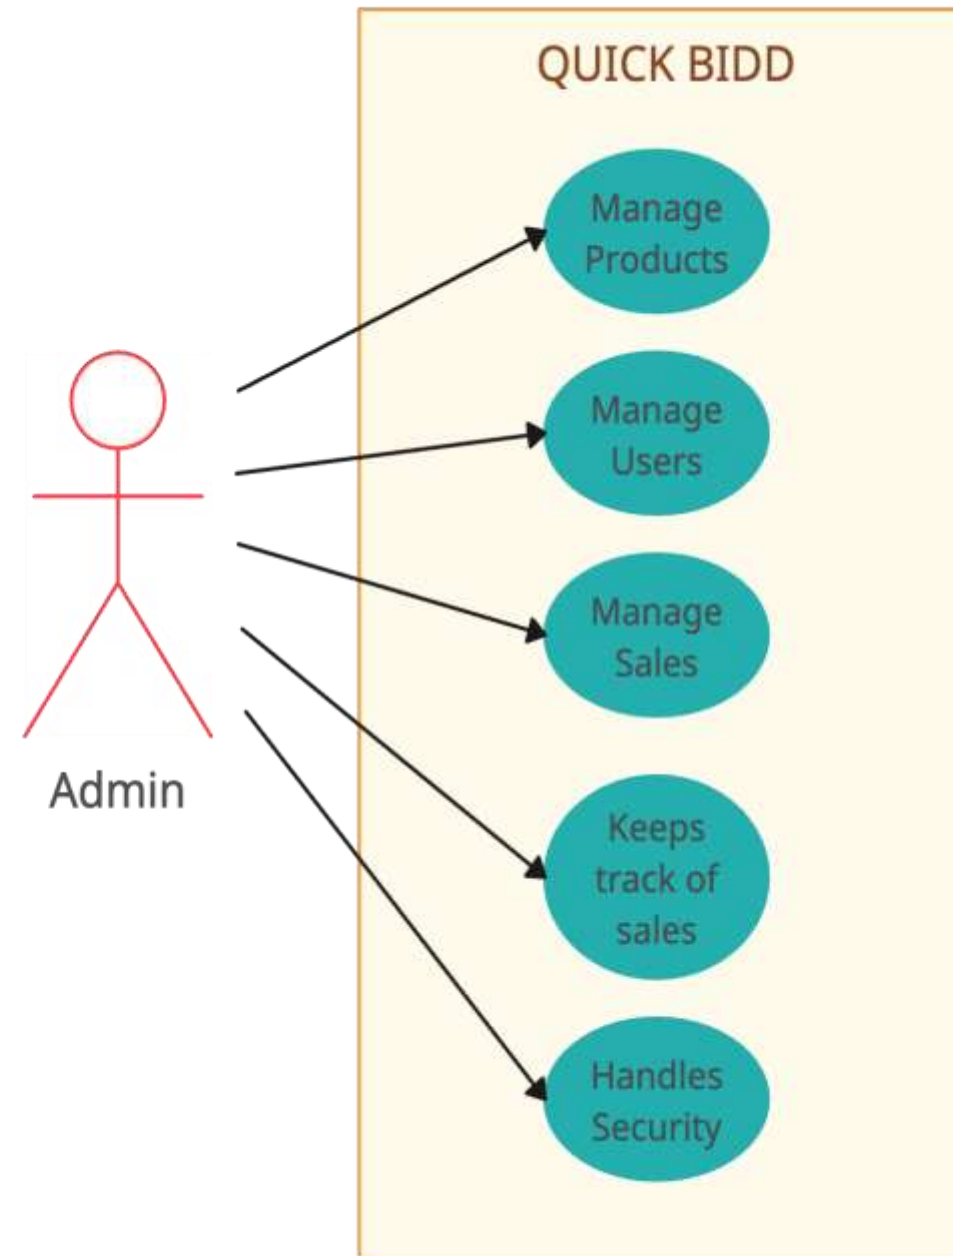 QUICK BIDD
Manage
Products
Manage
Users
Manage
Sales
Admin
Keeps
track of
sales
Handles
Security